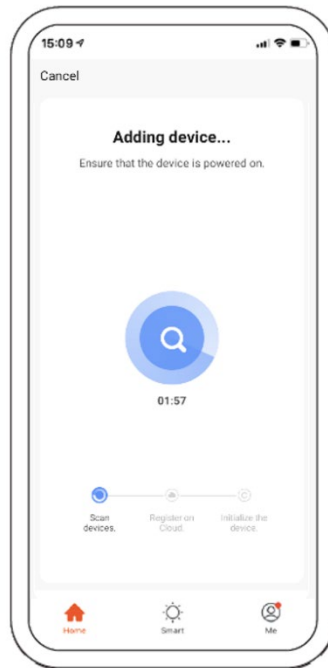 15:09
Cancel
Adding device...
Ensure that the device is powered on.
01:57
Scan devices.
Register on Cloud.
Initialize the device.
Home
Smart
Me